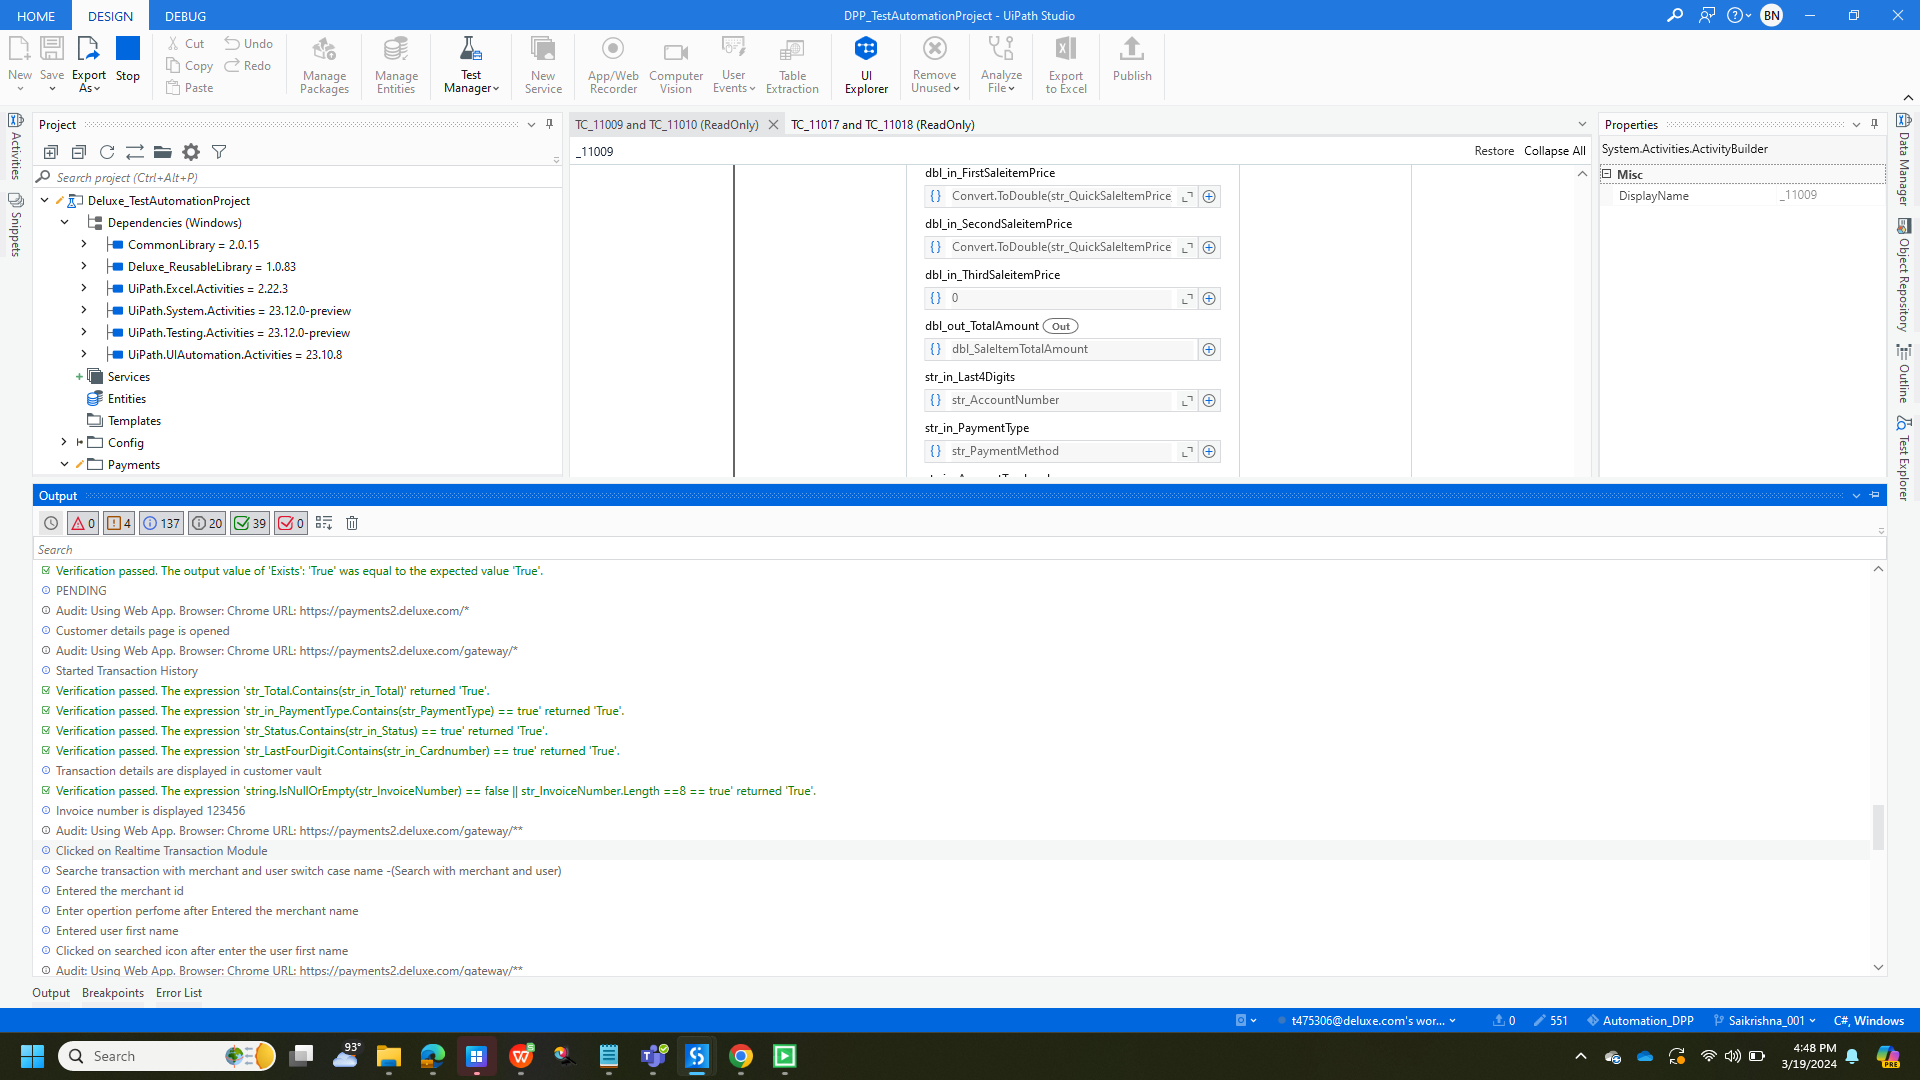 HOME DESIGN DEBUG DPP_TestAutomationProject - UiPath Studio BN
New Save Export As Stop Cut Copy Paste Undo Redo Manage Packages Manage Entities Test Manager New Service App/Web Recorder Computer Vision User Events Table Extraction UI Explorer Remove Unused Analyze File Export to Excel Publish
Activities
Snippets
Project
Search project (Ctrl+Alt+P)
Deluxe_TestAutomationProject
Dependencies (Windows)
CommonLibrary = 2.0.15
Deluxe_ReusableLibrary = 1.0.83
UiPath.Excel.Activities = 2.22.3
UiPath.System.Activities = 23.12.0-preview
UiPath.Testing.Activities = 23.12.0-preview
UiPath.UIAutomation.Activities = 23.10.8
Services
Entities
Templates
Config
Payments
TC_11009 and TC_11010 (ReadOnly) TC_11017 and TC_11018 (ReadOnly)
_11009 Restore Collapse All
dbl_in_FirstSaleitemPrice
Convert.ToDouble(str_QuickSaleItemPrice
dbl_in_SecondSaleitemPrice
Convert.ToDouble(str_QuickSaleItemPrice
dbl_in_ThirdSaleitemPrice
0
dbl_out_TotalAmount Out
dbl_SaleItemTotalAmount
str_in_Last4Digits
str_AccountNumber
str_in_PaymentType
str_PaymentMethod
Properties
System.Activities.ActivityBuilder
Misc
DisplayName _11009
Data Manager
Object Repository
Outline
Test Explorer
Output
0 4 137 20 39 0
Search
Verification passed. The output value of 'Exists': 'True' was equal to the expected value 'True'.
PENDING
Audit: Using Web App. Browser: Chrome URL: https://payments2.deluxe.com/*
Customer details page is opened
Audit: Using Web App. Browser: Chrome URL: https://payments2.deluxe.com/gateway/*
Started Transaction History
Verification passed. The expression 'str_Total.Contains(str_in_Total)' returned 'True'.
Verification passed. The expression 'str_in_PaymentType.Contains(str_PaymentType) == true' returned 'True'.
Verification passed. The expression 'str_Status.Contains(str_in_Status) == true' returned 'True'.
Verification passed. The expression 'str_LastFourDigit.Contains(str_in_Cardnumber) == true' returned 'True'.
Transaction details are displayed in customer vault
Verification passed. The expression 'string.IsNullOrEmpty(str_InvoiceNumber) == false || str_InvoiceNumber.Length ==8 == true' returned 'True'.
Invoice number is displayed 123456
Audit: Using Web App. Browser: Chrome URL: https://payments2.deluxe.com/gateway/**
Clicked on Realtime Transaction Module
Searche transaction with merchant and user switch case name -(Search with merchant and user)
Entered the merchant id
Enter opertion perfome after Entered the merchant name
Entered user first name
Clicked on searched icon after enter the user first name
Audit: Using Web App. Browser: Chrome URL: https://payments2.deluxe.com/gateway/**
Output Breakpoints Error List
t475306@deluxe.com's wor... 0 551 Automation_DPP Saikrishna_001 C#, Windows
Search 93° 4:48 PM
3/19/2024
PRE